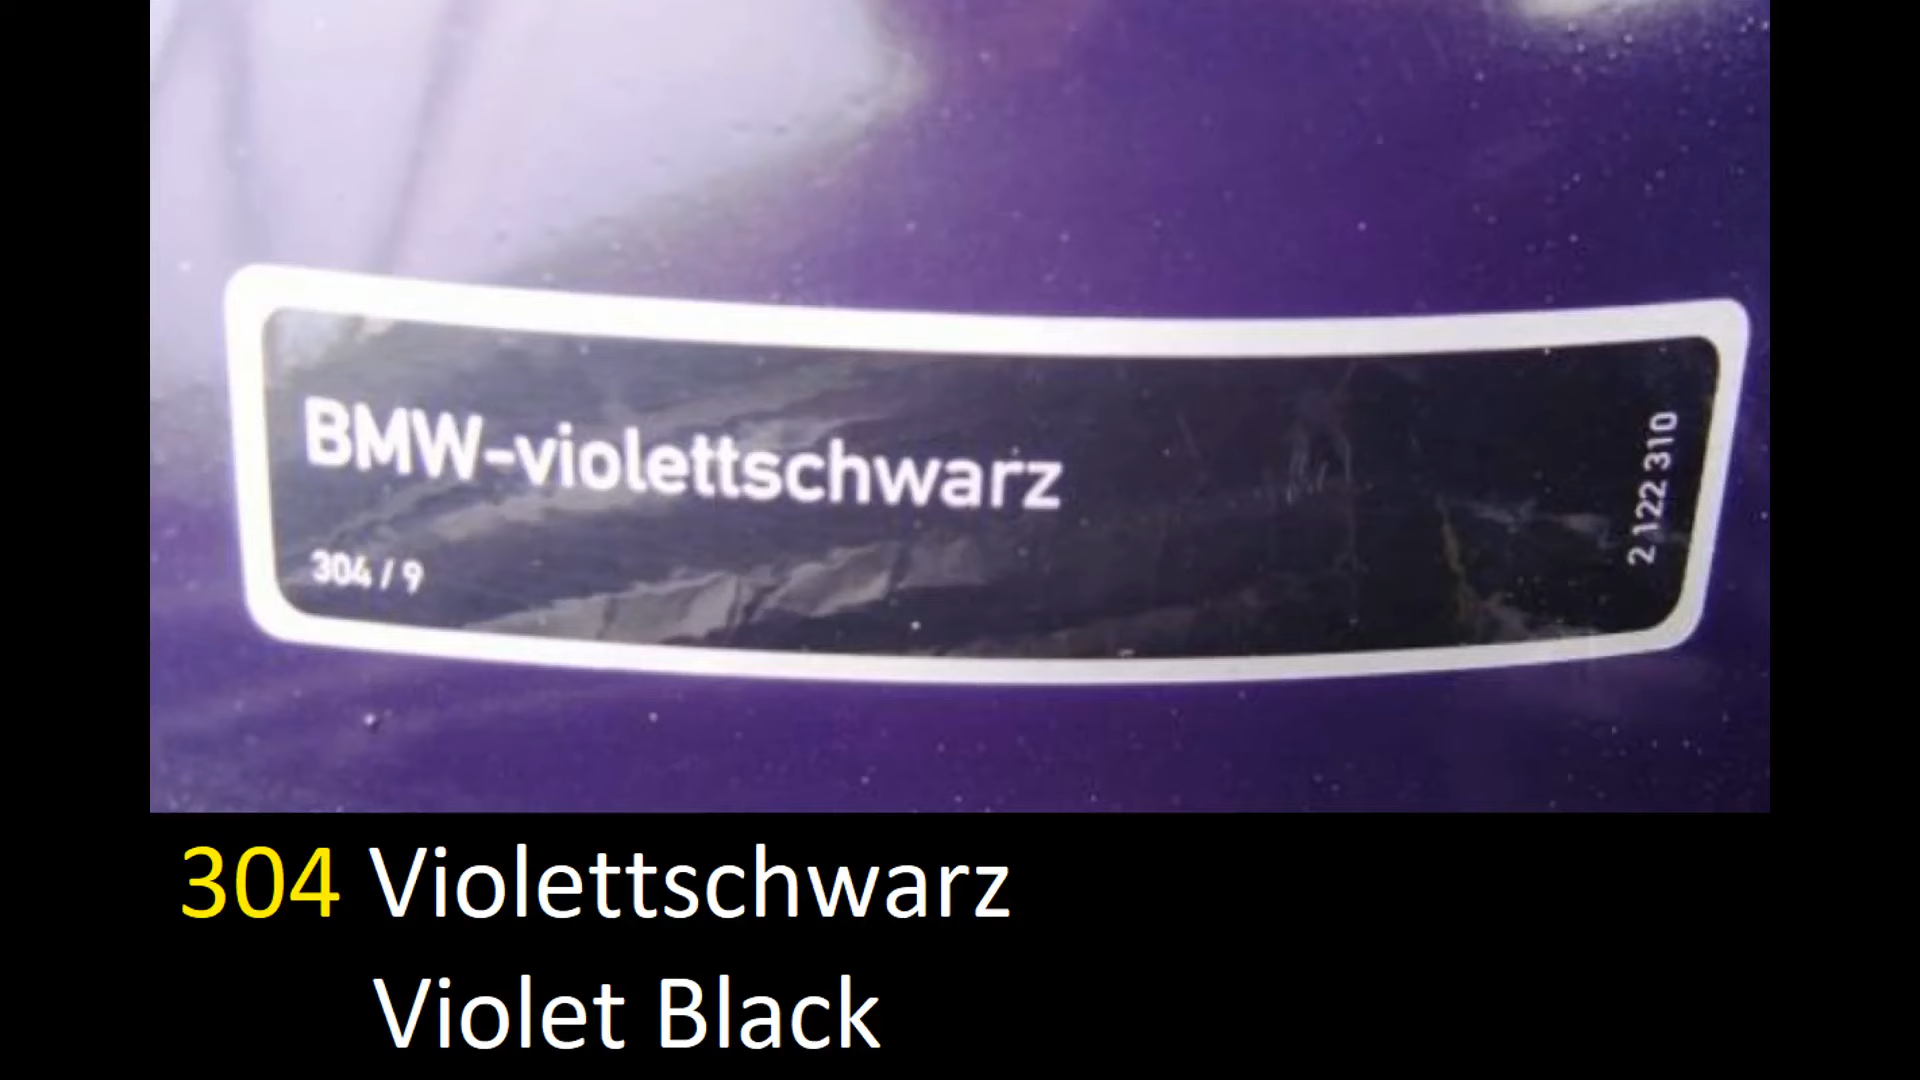 BMW-violettschwarz
304 / 9
2 122 310
304 Violettschwarz
Violet Black